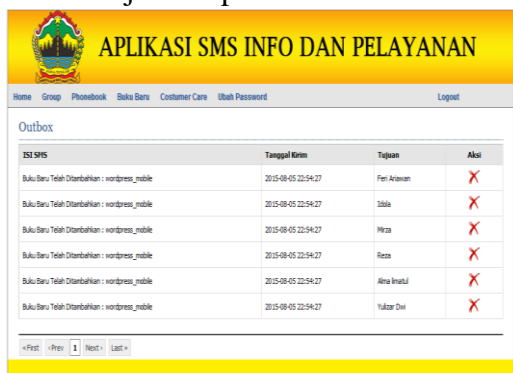 APLIKASI SMS INFO DAN PELAYANAN
Home Group Phonebook Buku Baru Costumer Care Ubah Password Logout
Outbox
ISI SMS Tanggal Kirim Tujuan Aksi
Buku Baru Telah Ditambahkan : wordpress_mobile 2015-08-05 22:54:27 Feri Ariawan
Buku Baru Telah Ditambahkan : wordpress_mobile 2015-08-05 22:54:27 Idola
Buku Baru Telah Ditambahkan : wordpress_mobile 2015-08-05 22:54:27 Mirza
Buku Baru Telah Ditambahkan : wordpress_mobile 2015-08-05 22:54:27 Reza
Buku Baru Telah Ditambahkan : wordpress_mobile 2015-08-05 22:54:27 Alma
Buku Baru Telah Ditambahkan : wordpress_mobile 2015-08-05 22:54:27 Yulizar Dwi
«First ‹Prev 1 Next› Last»